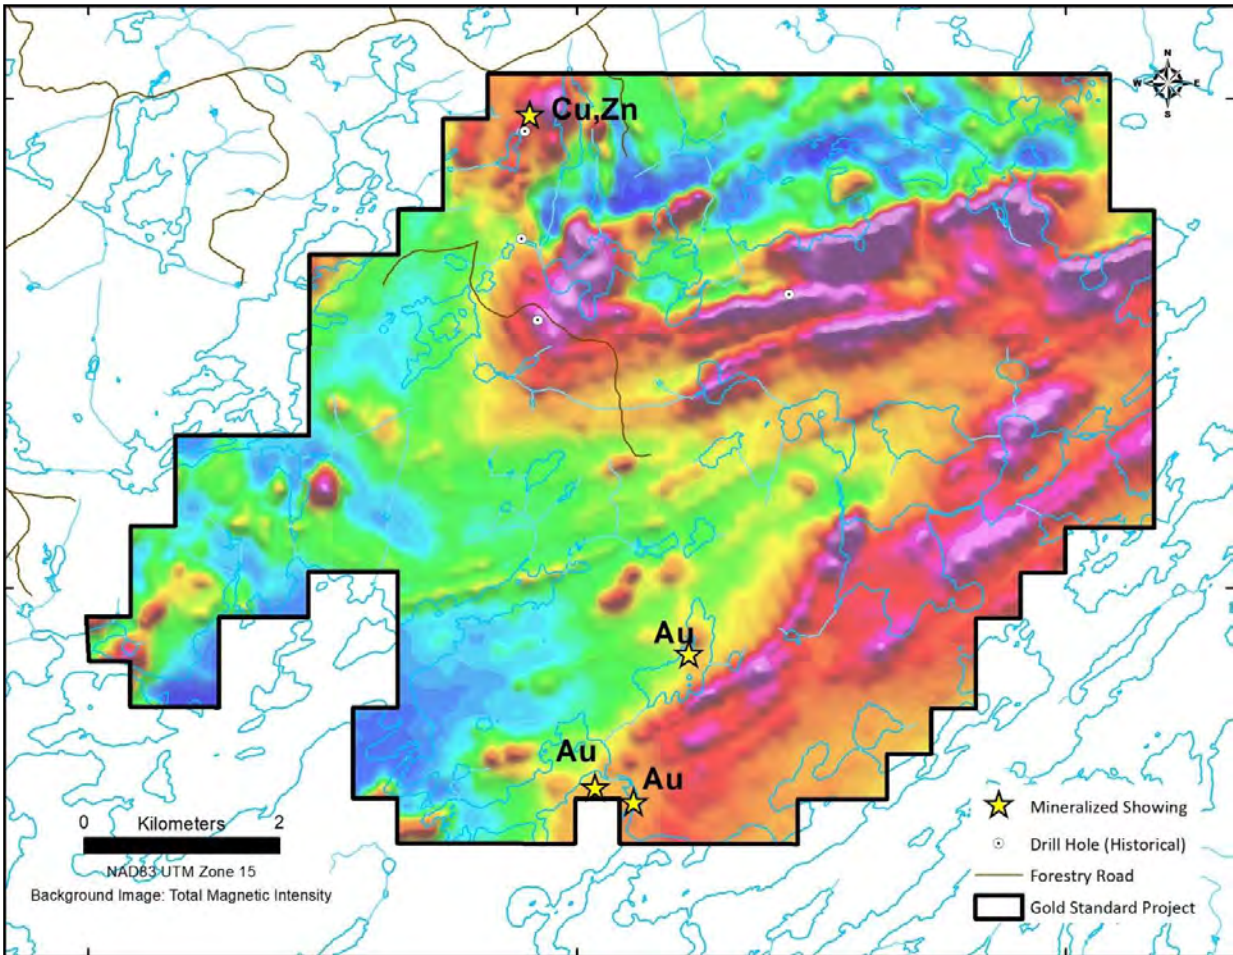 N
W E
S
Cu,Zn
Au
Au
Au
0 Kilometers 2
NAD83 UTM Zone 15
Background Image: Total Magnetic Intensity
Mineralized Showing
Drill Hole (Historical)
Forestry Road
Gold Standard Project